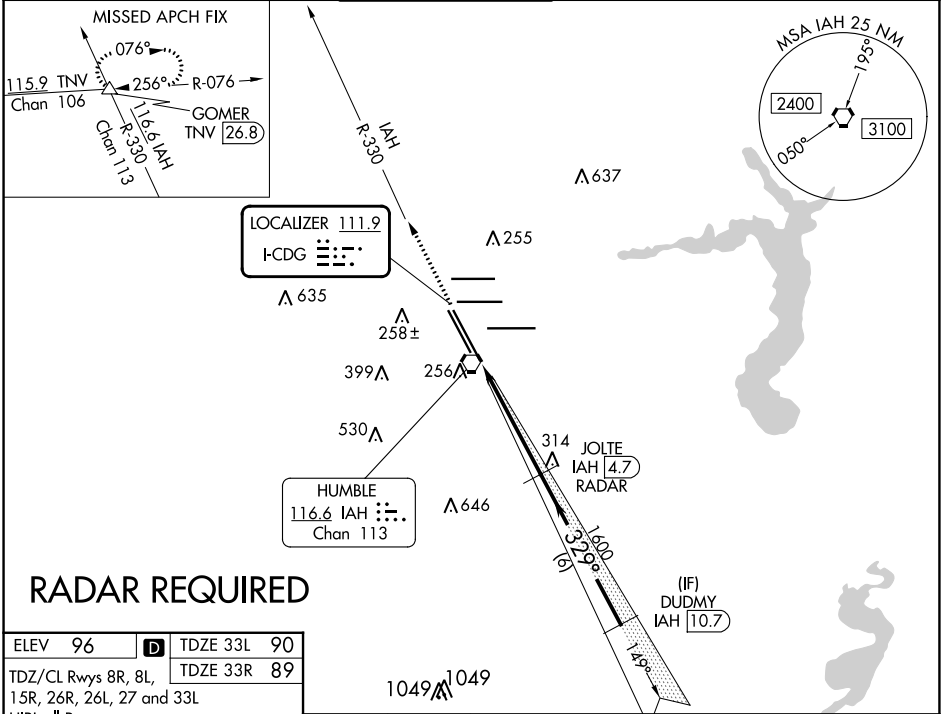 MISSED APCH FIX
076°
115.9 TNV
256°
R-076
Chan 106
GOMER
TNV 26.8
116.6 IAH
R-330
Chan 113
MSA IAH 25 NM
195°
2400
3100
050°
IAH
R-330
637
LOCALIZER 111.9
I-CDG
255
635
258±
399
256
530
314
JOLTE
IAH 4.7
RADAR
HUMBLE
116.6 IAH
Chan 113
646
1600
329°
(6)
RADAR REQUIRED
(IF)
DUDMY
IAH 10.7
149°
ELEV 96
D
TDZE 33L 90
TDZE 33R 89
TDZ/CL Rwys 8R, 8L,
15R, 26R, 26L, 27 and 33L
1049
1049